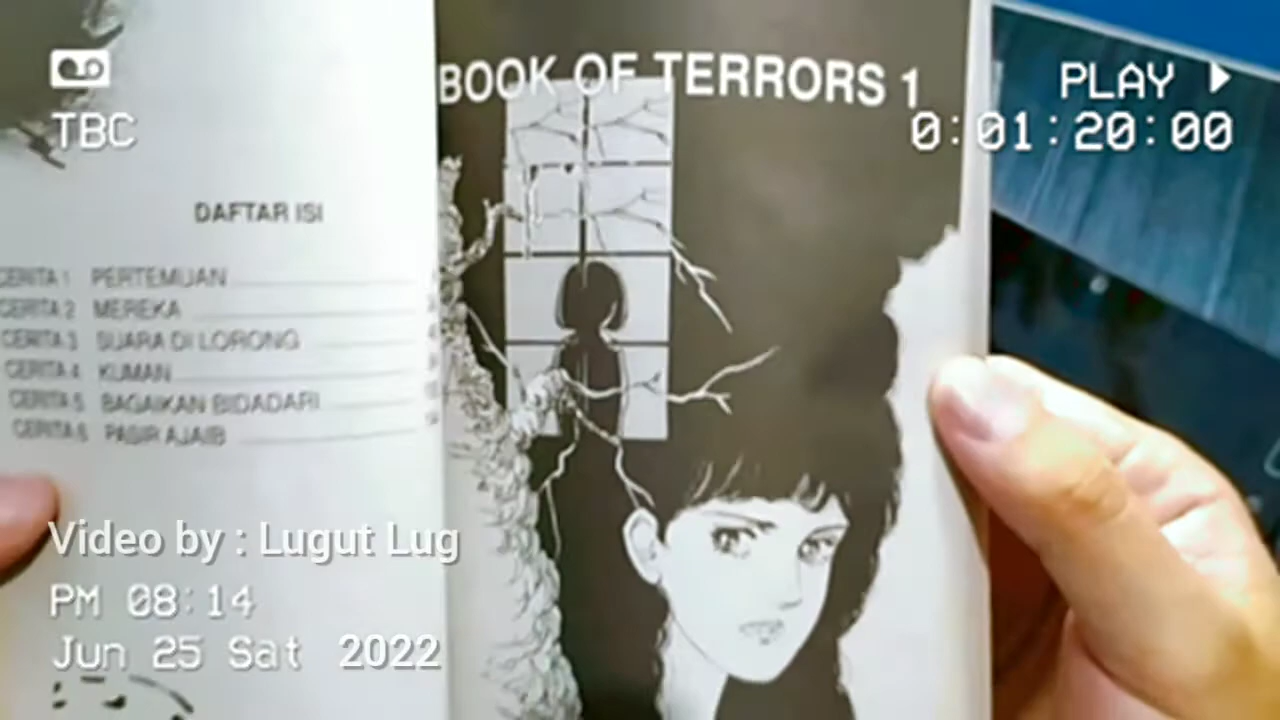 TBC
PLAY
0:01:20:00
BOOK OF TERRORS 1
DAFTAR ISI
CERITA 1 PERTEMUAN
CERITA 2 MEREKA
CERITA 3 SUARA DI LORONG
CERITA 4 KUMAN
CERITA 5 BAGAIKAN BIDADARI
CERITA 6 PASIR AJAIB
Video by : Lugut Lug
PM 08:14
Jun 25 Sat 2022